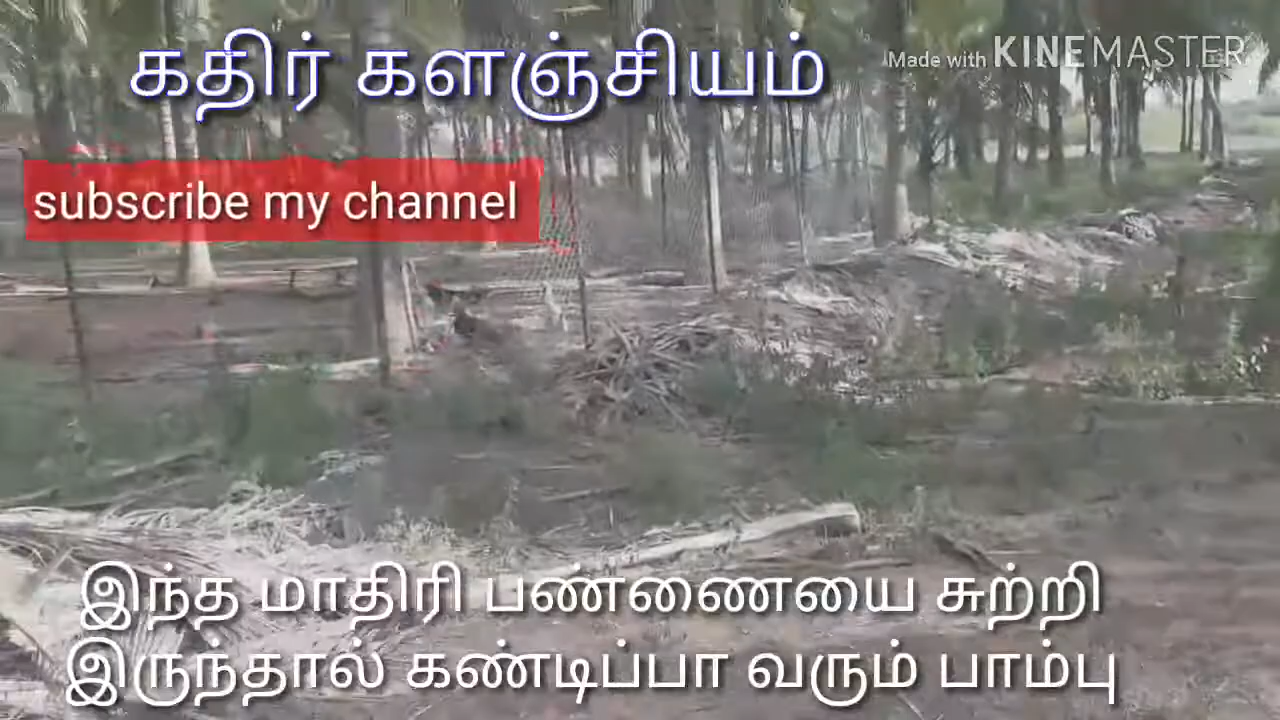 கதிர் களஞ்சியம்
Made with KINEMASTER
subscribe my channel
இந்த மாதிரி பண்ணையை சுற்றி
இருந்தால் கண்டிப்பா வரும் பாம்பு